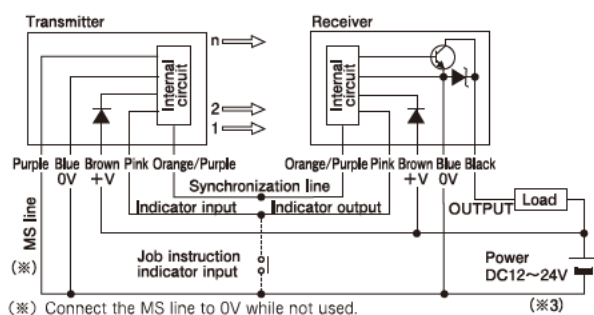 Transmitter
Receiver
n
2
1
Internal circuit
Internal circuit
Purple Blue Brown Pink Orange/Purple
0V +V
Orange/Purple Pink Brown Blue Black
+V 0V
Synchronization line
Indicator input
Indicator output
OUTPUT
Load
MS line
(※)
Job instruction
indicator input
Power
DC12～24V
(※3)
(※) Connect the MS line to 0V while not used.